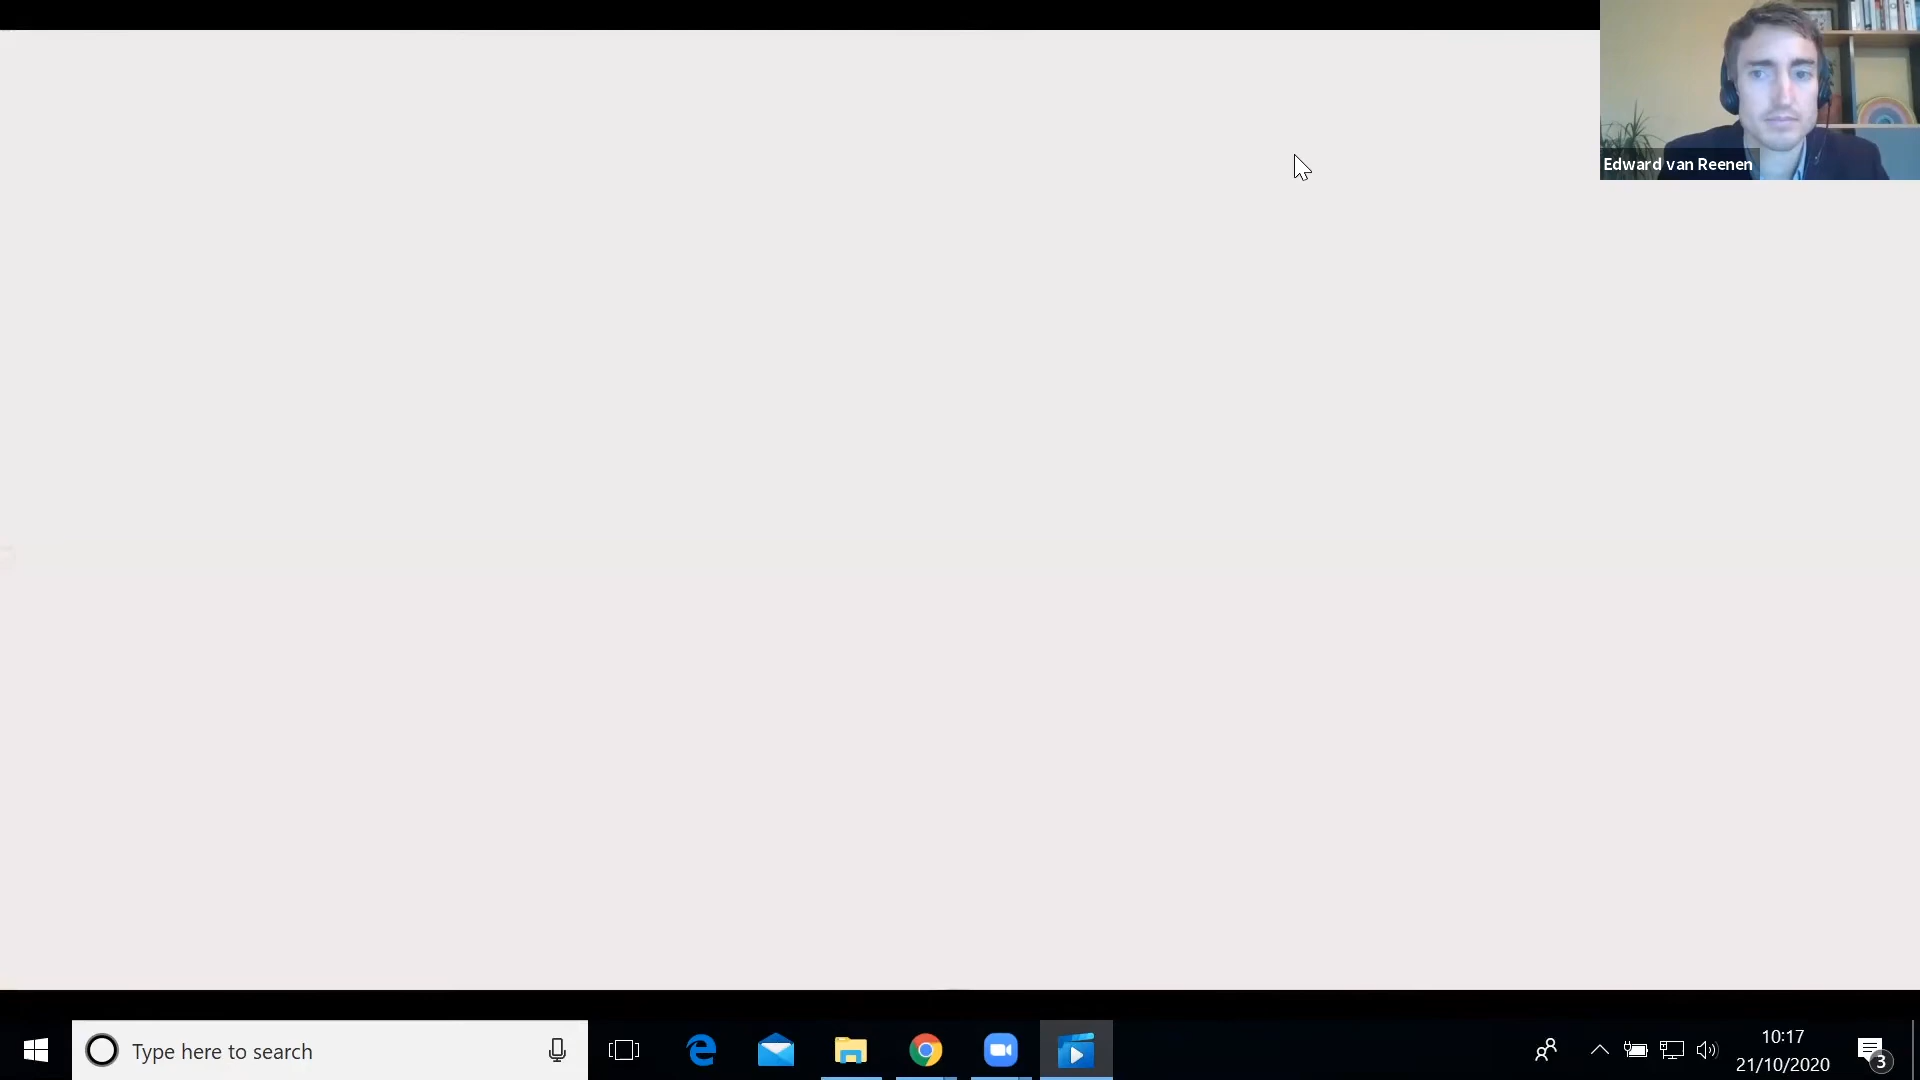 Edward van Reenen
Type here to search
10:17
21/10/2020
3